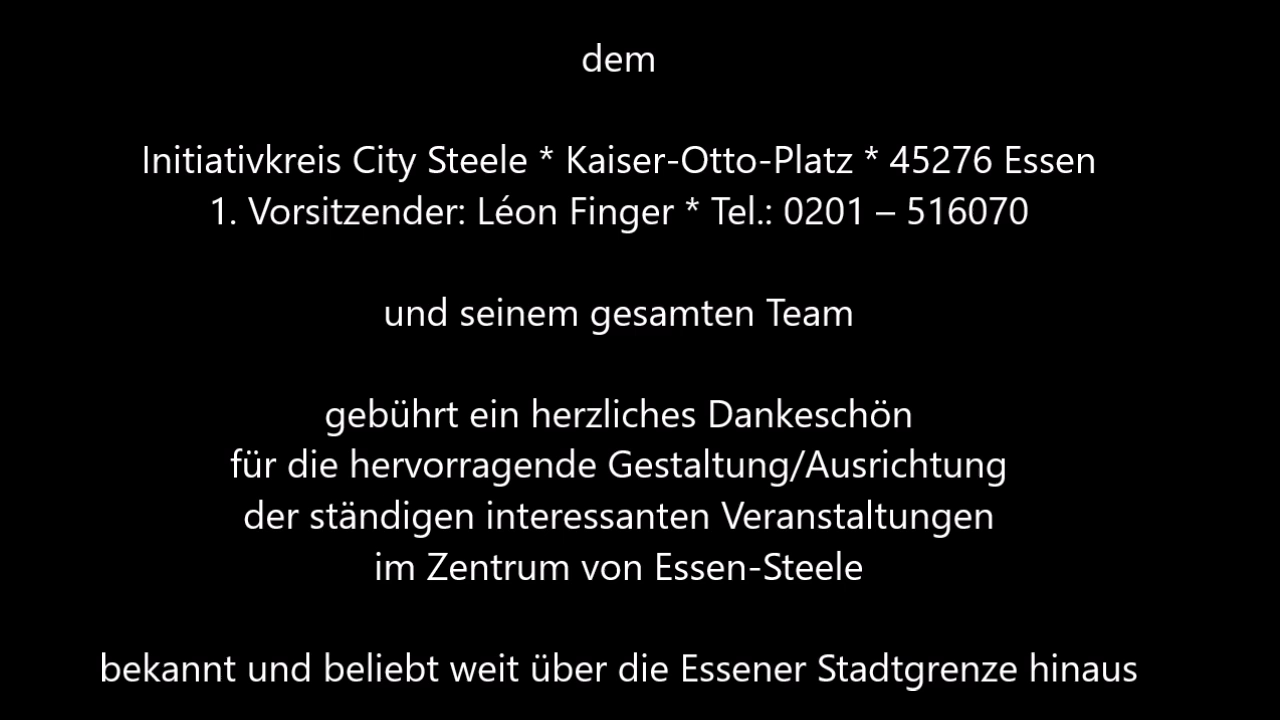 dem
Initiativkreis City Steele * Kaiser-Otto-Platz * 45276 Essen
1. Vorsitzender: Léon Finger * Tel.: 0201 – 516070
und seinem gesamten Team
gebührt ein herzliches Dankeschön
für die hervorragende Gestaltung/Ausrichtung
der ständigen interessanten Veranstaltungen
im Zentrum von Essen-Steele
bekannt und beliebt weit über die Essener Stadtgrenze hinaus